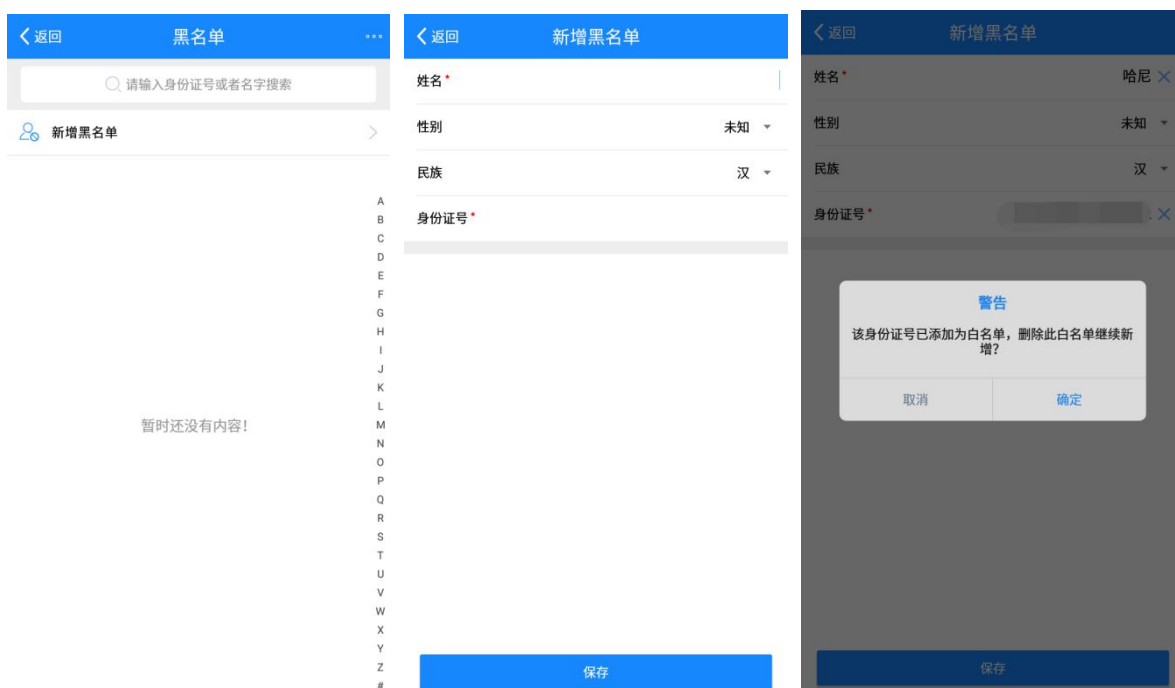 返回
黑名单
请输入身份证号或者名字搜索
新增黑名单
A
B
C
D
E
F
G
H
I
J
K
L
M
N
O
P
Q
R
S
T
U
V
W
X
Y
Z
#
暂时还没有内容！
返回
新增黑名单
姓名*
性别 未知
民族 汉
身份证号*
保存
返回
新增黑名单
姓名* 哈尼
性别 未知
民族 汉
身份证号*
警告
该身份证号已添加为白名单，删除此白名单继续新
增？
取消 确定
保存